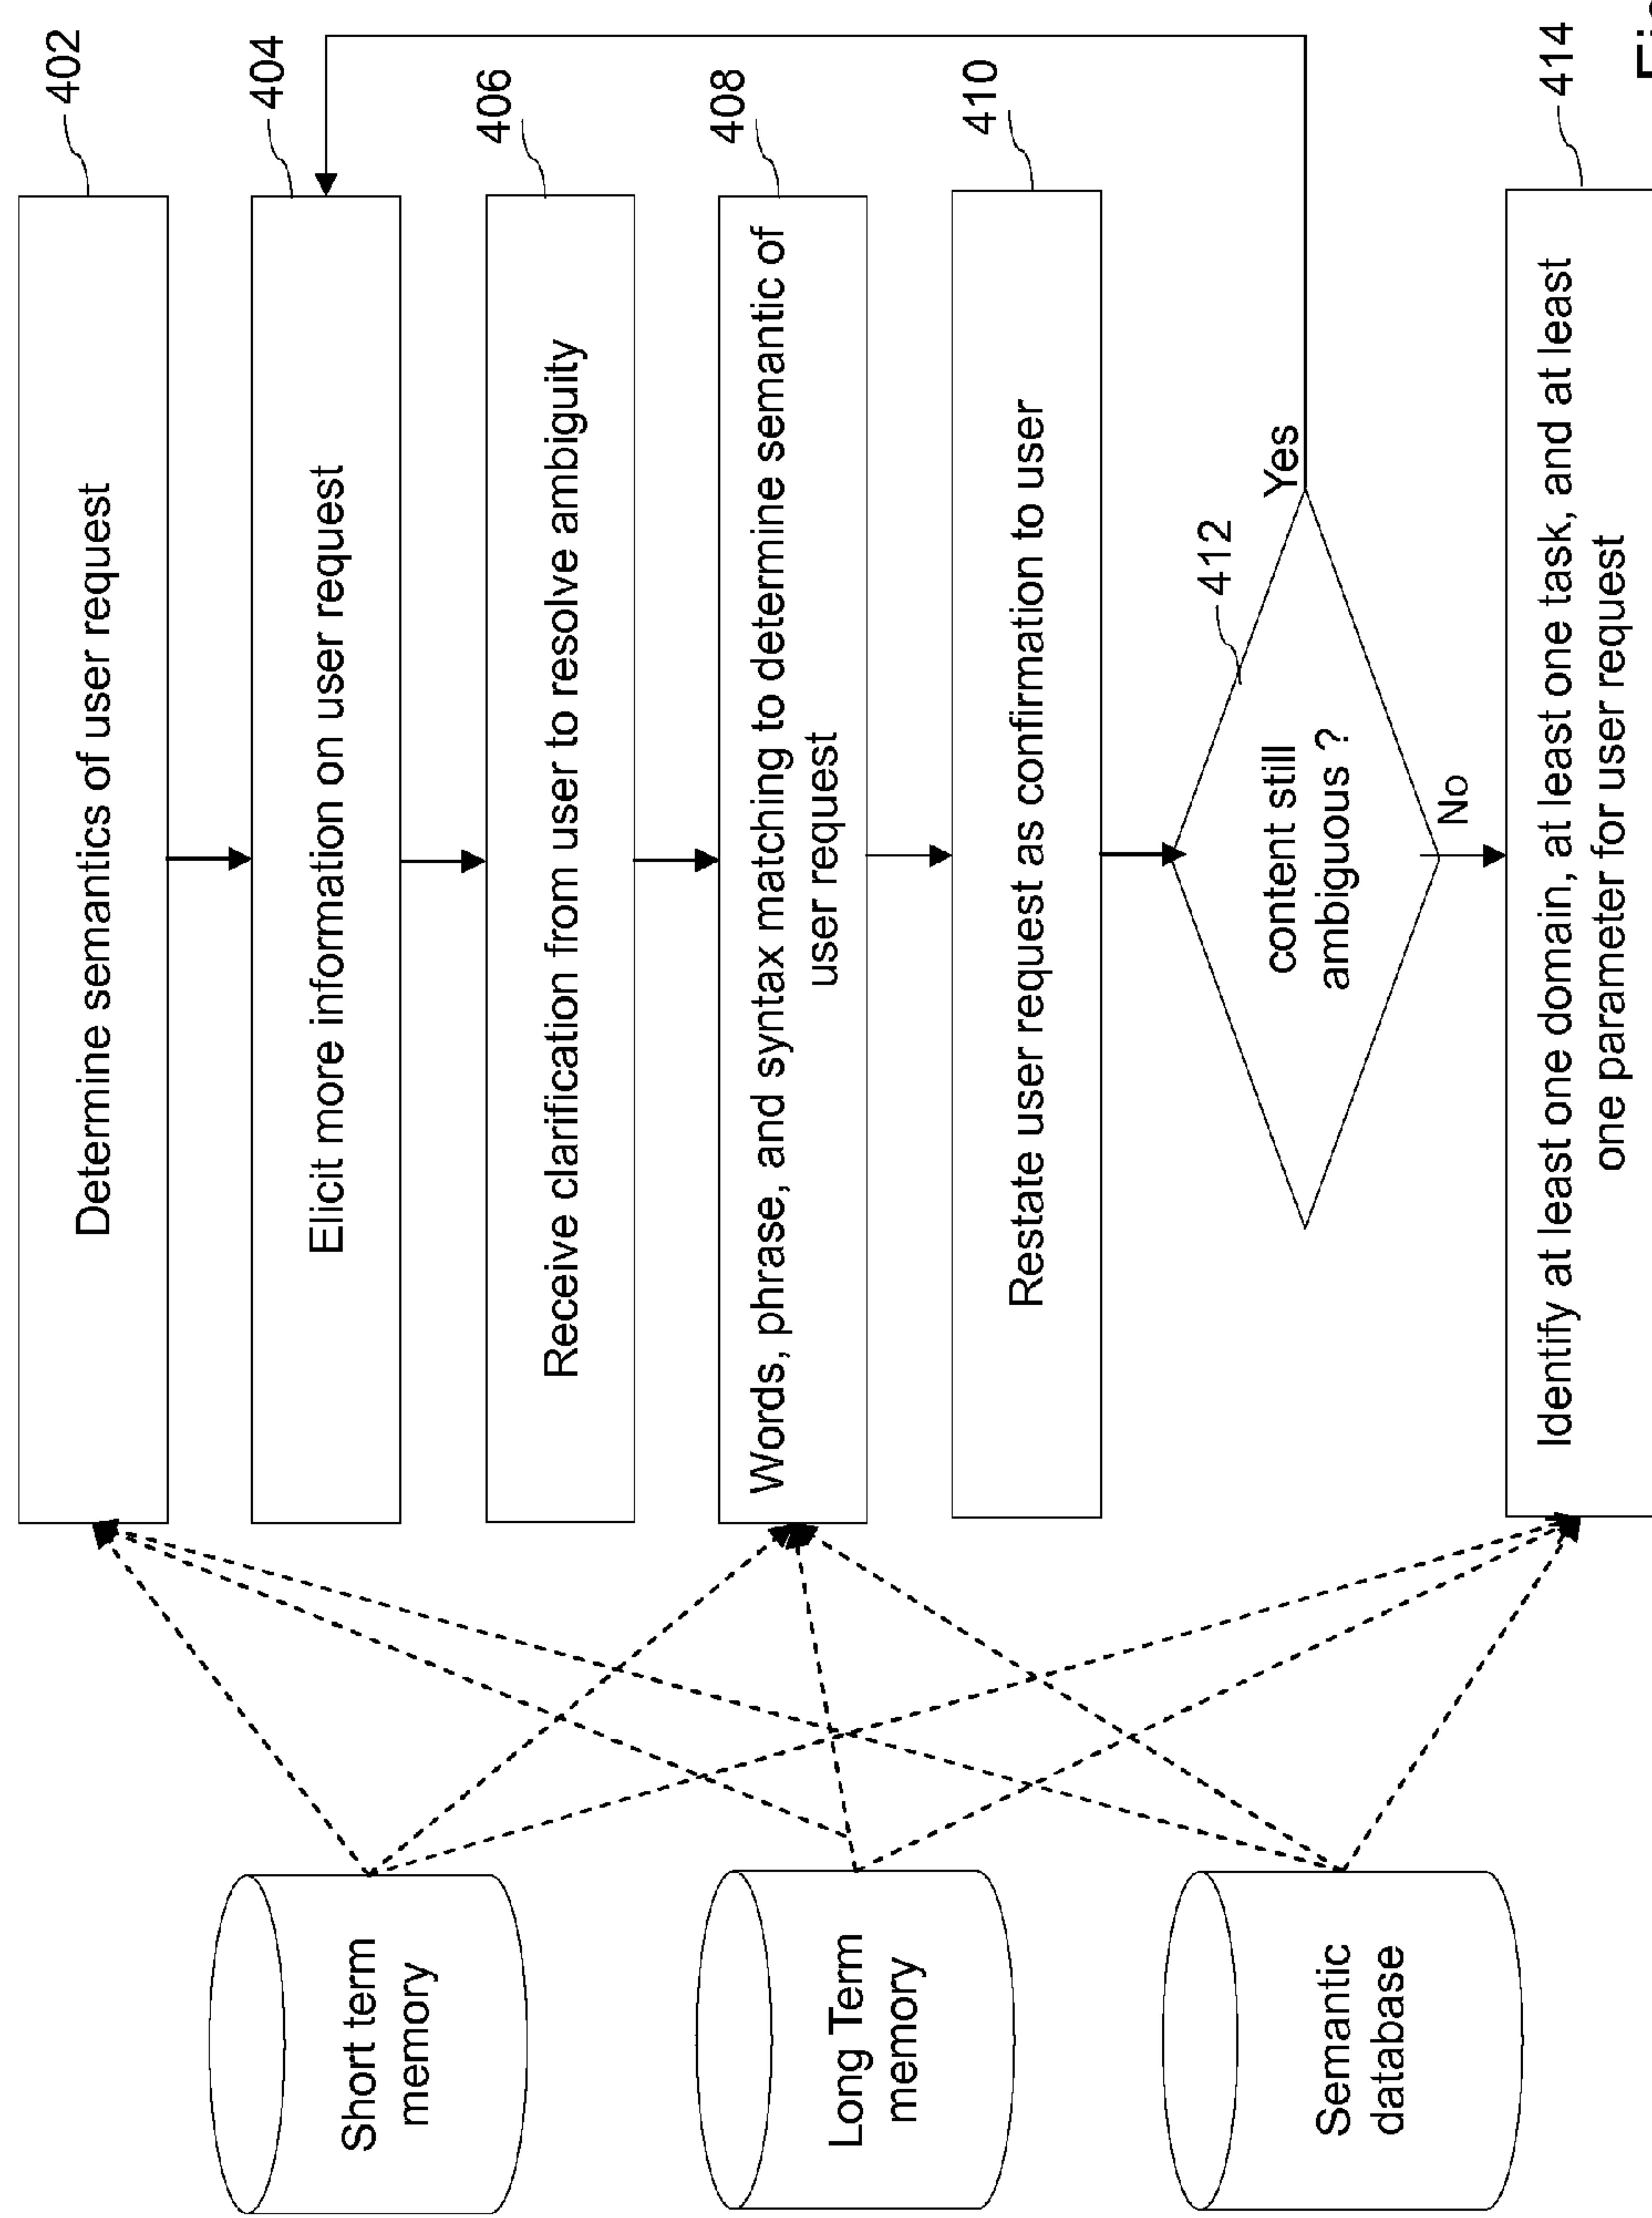 402
Determine semantics of user request
404
Elicit more information on user request
406
Receive clarification from user to resolve ambiguity
408
Words, phrase, and syntax matching to determine semantic of
user request
410
Restate user request as confirmation to user
412
content still
ambiguous ?
Yes
No
414
Identify at least one domain, at least one task, and at least
one parameter for user request
Short term
memory
Long Term
memory
Semantic
database